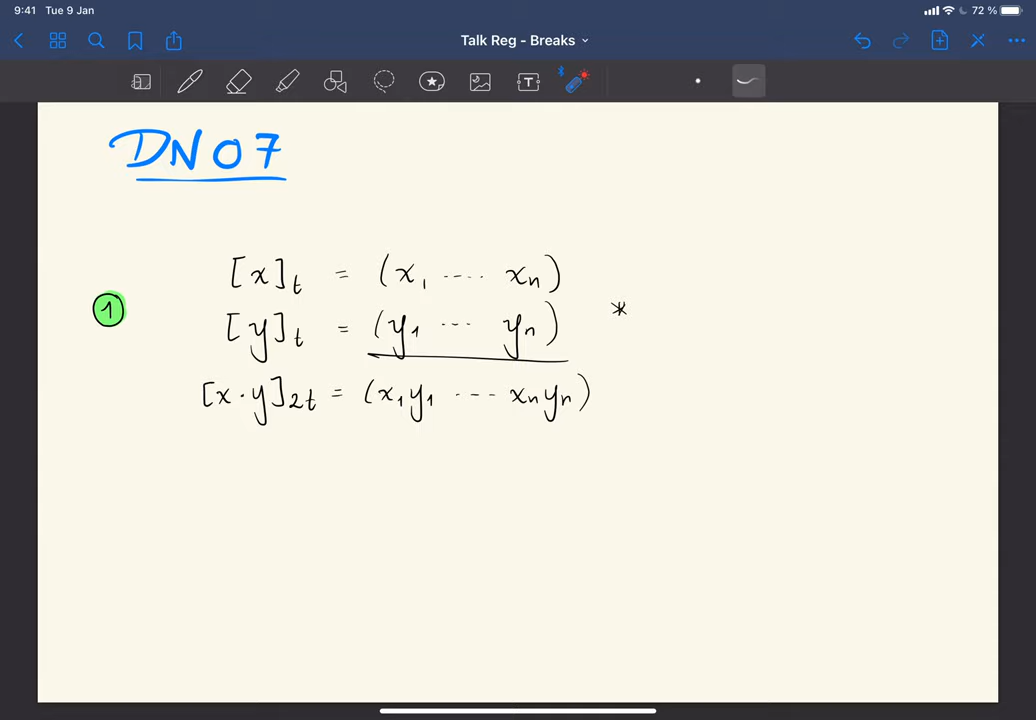 9:41 Tue 9 Jan 72 %
Talk Reg - Breaks
DN07
[x]t = (x1 ···· xn)
1
[y]t = (y1 ··· yn) *
[x·y]2t = (x1y1 ··· xnyn)